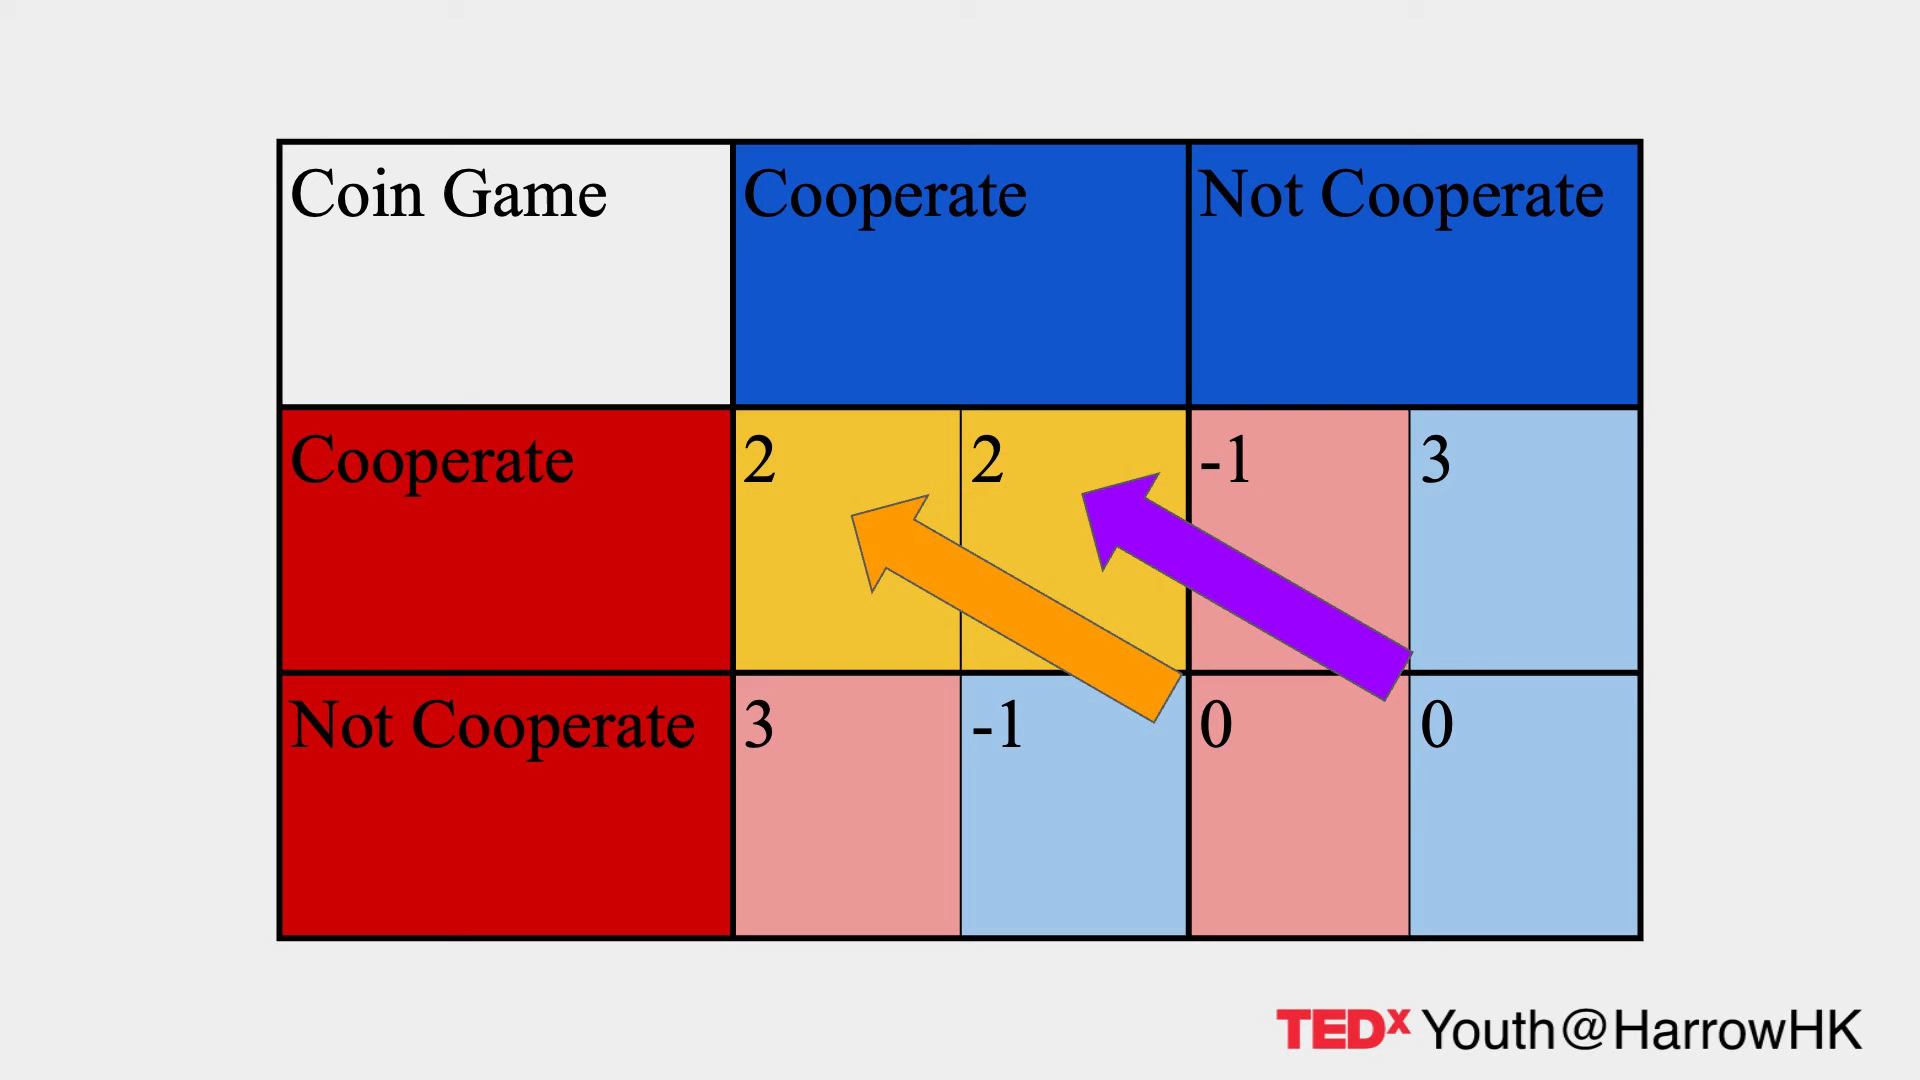 Coin Game Cooperate Not Cooperate
Cooperate 2 2 -1 3
Not Cooperate 3 -1 0 0
TEDx Youth@HarrowHK